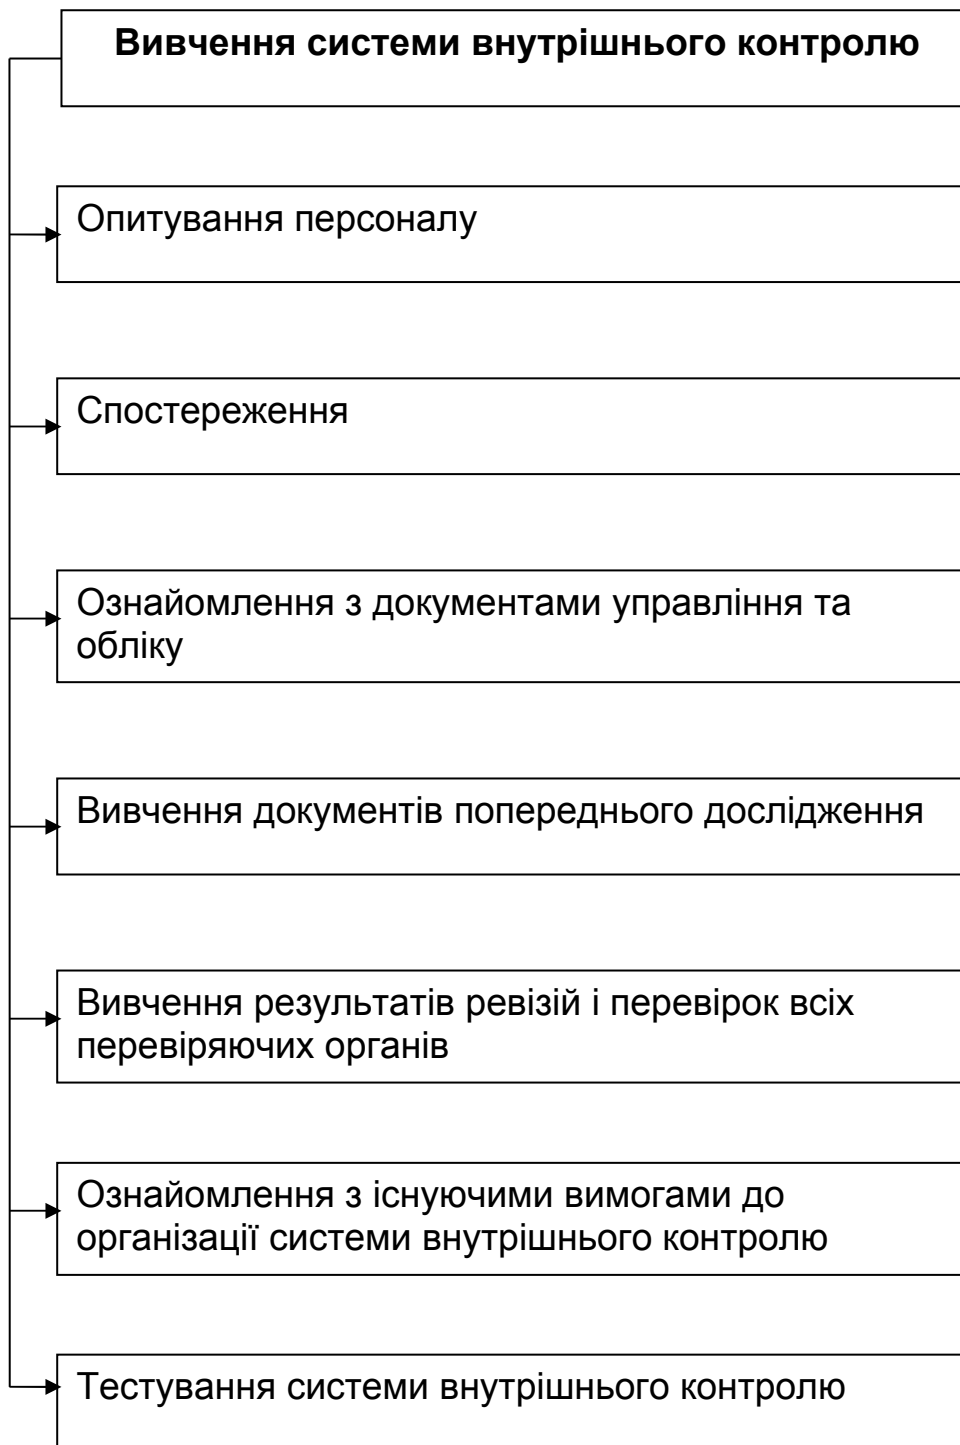 Вивчення системи внутрішнього контролю
Опитування персоналу
Спостереження
Ознайомлення з документами управління та
обліку
Вивчення документів попереднього дослідження
Вивчення результатів ревізій і перевірок всіх
перевіряючих органів
Ознайомлення з існуючими вимогами до
організації системи внутрішнього контролю
Тестування системи внутрішнього контролю